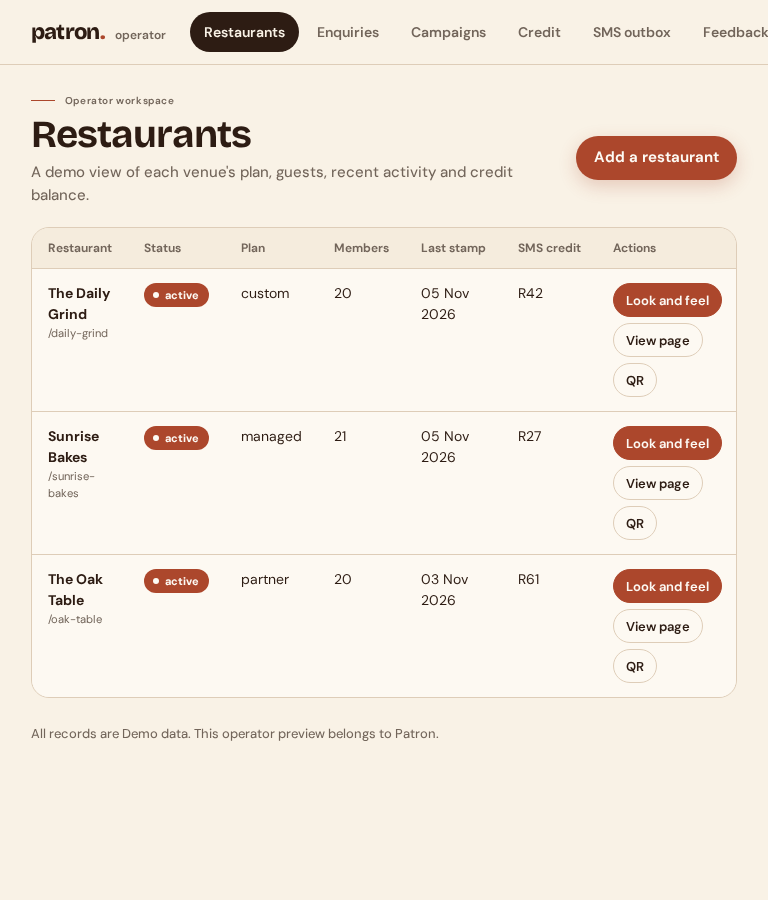 patron. operator Restaurants Enquiries Campaigns Credit SMS outbox Feedback
Operator workspace
Restaurants
A demo view of each venue's plan, guests, recent activity and credit
balance.
Add a restaurant
Restaurant Status Plan Members Last stamp SMS credit Actions
The Daily
Grind
/daily-grind
active
custom
20
05 Nov
2026
R42
Look and feel
View page
QR
Sunrise
Bakes
/sunrise-
bakes
active
managed
21
05 Nov
2026
R27
Look and feel
View page
QR
The Oak
Table
/oak-table
active
partner
20
03 Nov
2026
R61
Look and feel
View page
QR
All records are Demo data. This operator preview belongs to Patron.